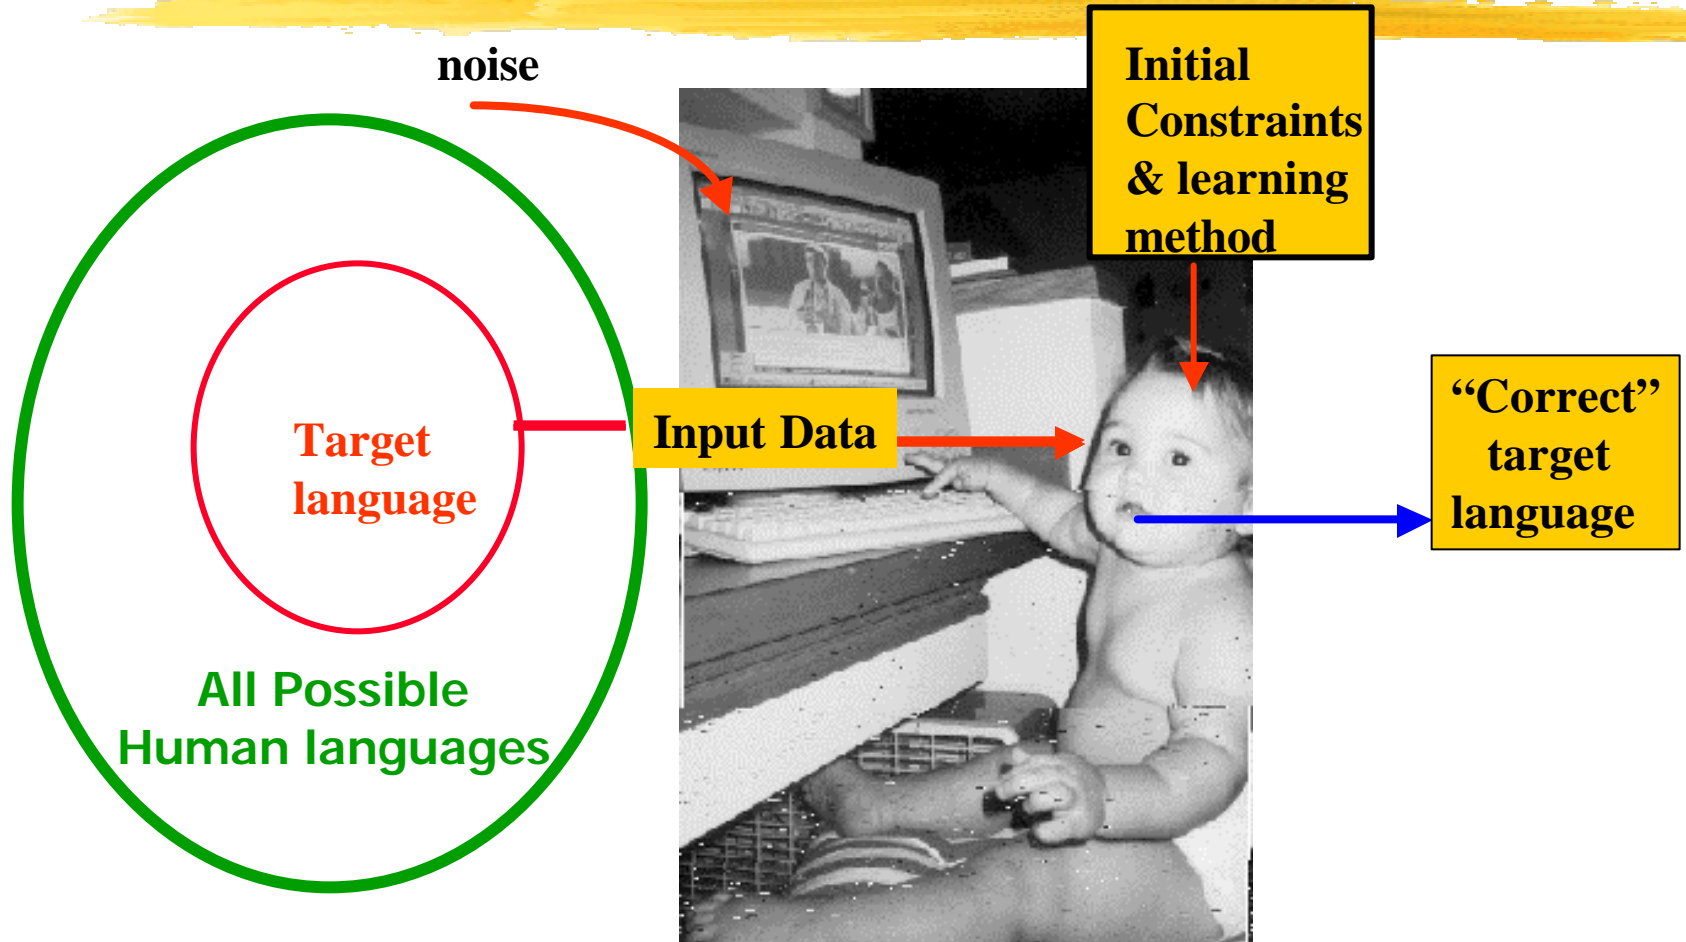 noise
Initial
Constraints
& learning
method
Target
language
Input Data
“Correct”
target
language
All Possible
Human languages